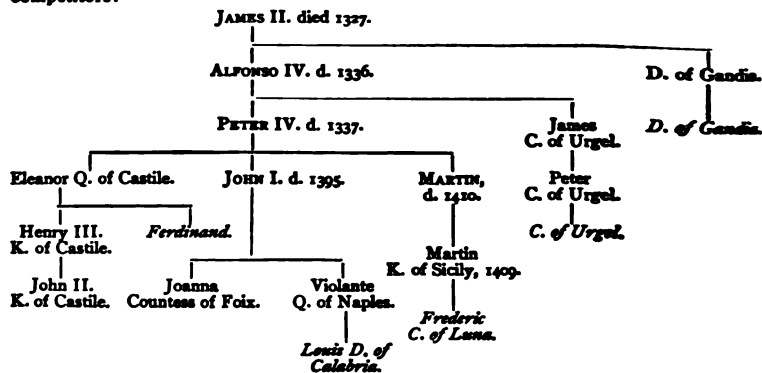 competitors:
JAMES II. died 1327.
ALFONSO IV. d. 1336.
D. of Gandia.
PETER IV. d. 1337.
James
C. of Urgel.
D. of Gandia.
Eleanor Q. of Castile.
JOHN I. d. 1395.
MARTIN,
d. 1410.
Peter
C. of Urgel.
Henry III.
K. of Castile.
Ferdinand.
C. of Urgel.
Martin
K. of Sicily, 1409.
John II.
K. of Castile.
Joanna
Countess of Foix.
Violante
Q. of Naples.
Frederic
C. of Luna.
Louis D. of
Calabria.